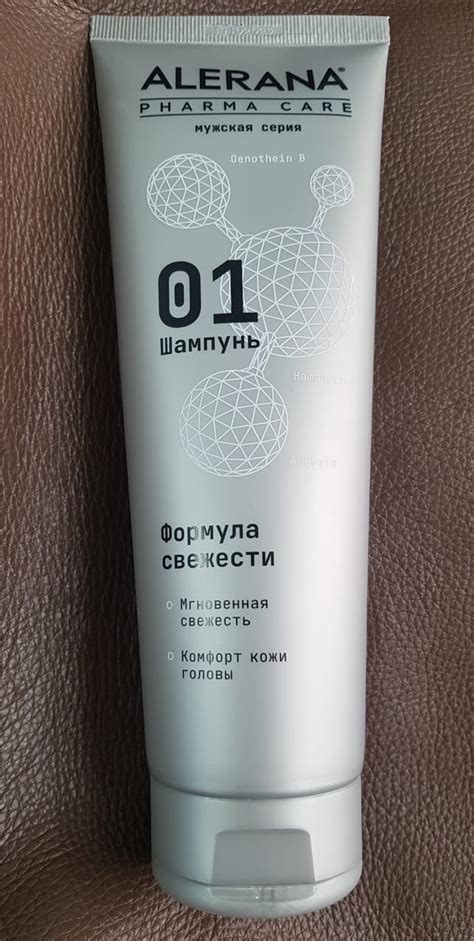 ALERANA®
PHARMA CARE
мужская серия
Oenothein B
01
Шампунь
Формула
свежести
Мгновенная
свежесть
Комфорт кожи
головы